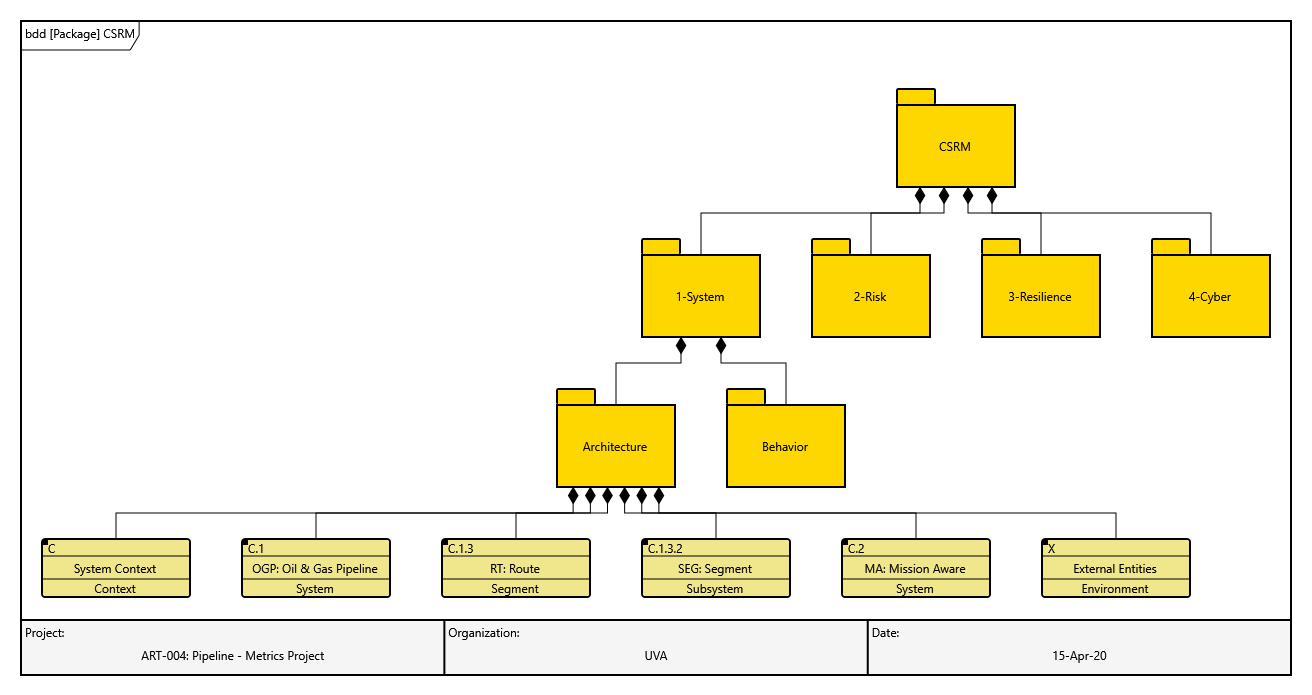 bdd [Package] CSRM
CSRM
1-System
2-Risk
3-Resilience
4-Cyber
Architecture
Behavior
C
System Context
Context
C.1
OGP: Oil & Gas Pipeline
System
C.1.3
RT: Route
Segment
C.1.3.2
SEG: Segment
Subsystem
C.2
MA: Mission Aware
System
X
External Entities
Environment
Project:
ART-004: Pipeline - Metrics Project
Organization:
UVA
Date:
15-Apr-20